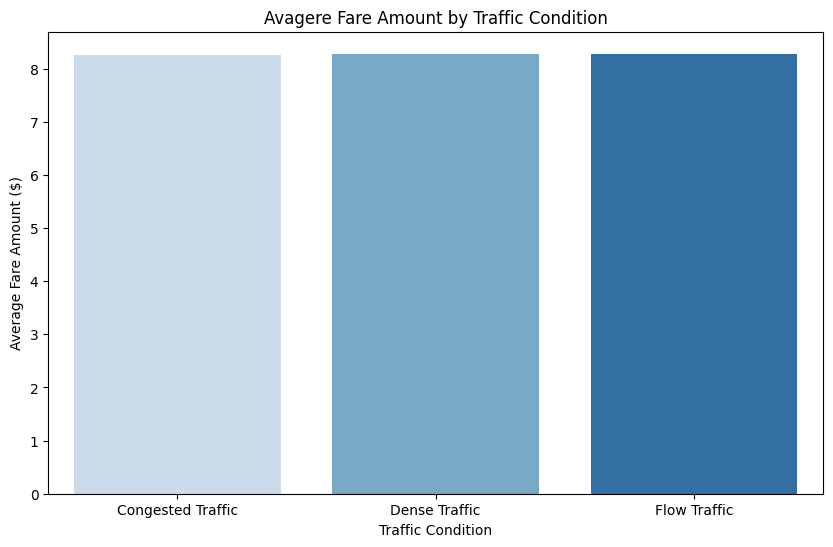 Avagere Fare Amount by Traffic Condition
Average Fare Amount ($)
8
7
6
5
4
3
2
1
0
Congested Traffic
Dense Traffic
Flow Traffic
Traffic Condition